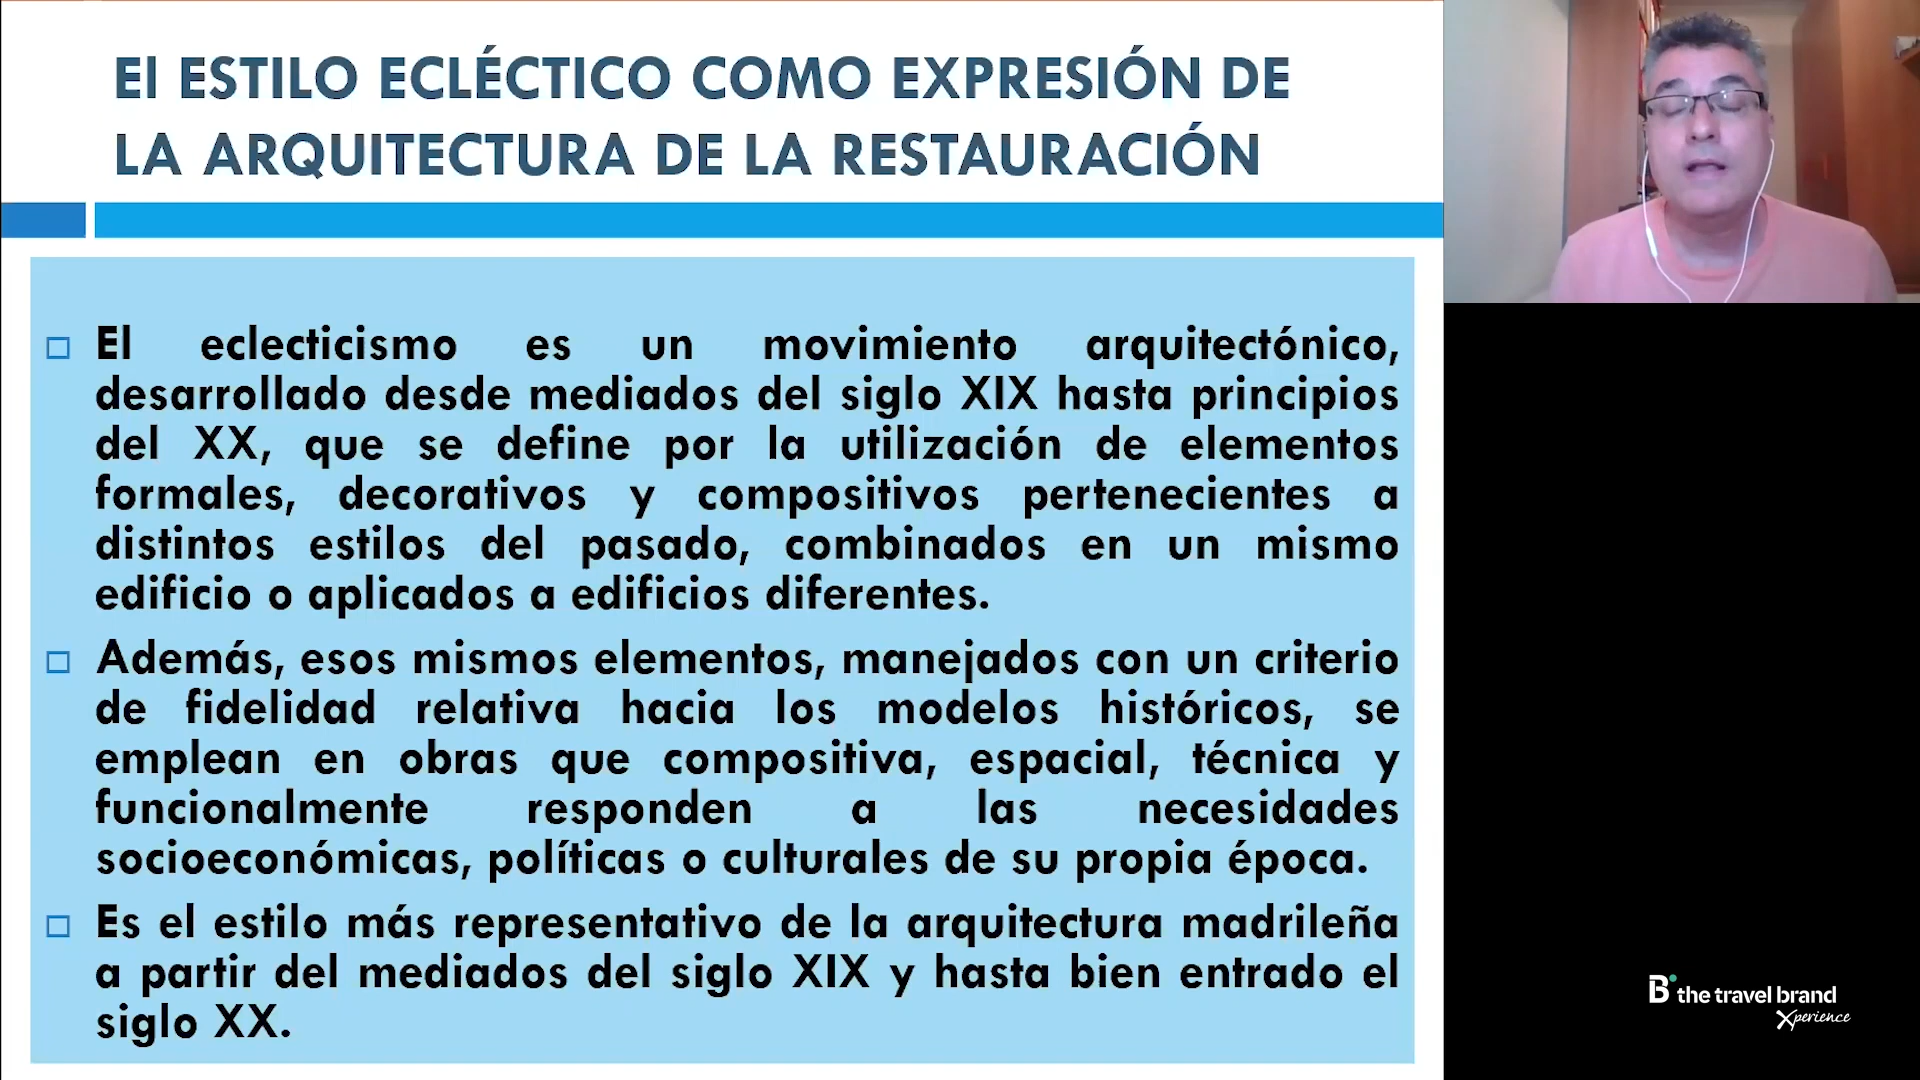 El ESTILO ECLÉCTICO COMO EXPRESIÓN DE
LA ARQUITECTURA DE LA RESTAURACIÓN
El eclecticismo es un movimiento arquitectónico,
desarrollado desde mediados del siglo XIX hasta principios
del XX, que se define por la utilización de elementos
formales, decorativos y compositivos pertenecientes a
distintos estilos del pasado, combinados en un mismo
edificio o aplicados a edificios diferentes.
Además, esos mismos elementos, manejados con un criterio
de fidelidad relativa hacia los modelos históricos, se
emplean en obras que compositiva, espacial, técnica y
funcionalmente responden a las necesidades
socioeconómicas, políticas o culturales de su propia época.
Es el estilo más representativo de la arquitectura madrileña
a partir del mediados del siglo XIX y hasta bien entrado el
siglo XX.
B the travel brand
Xperience